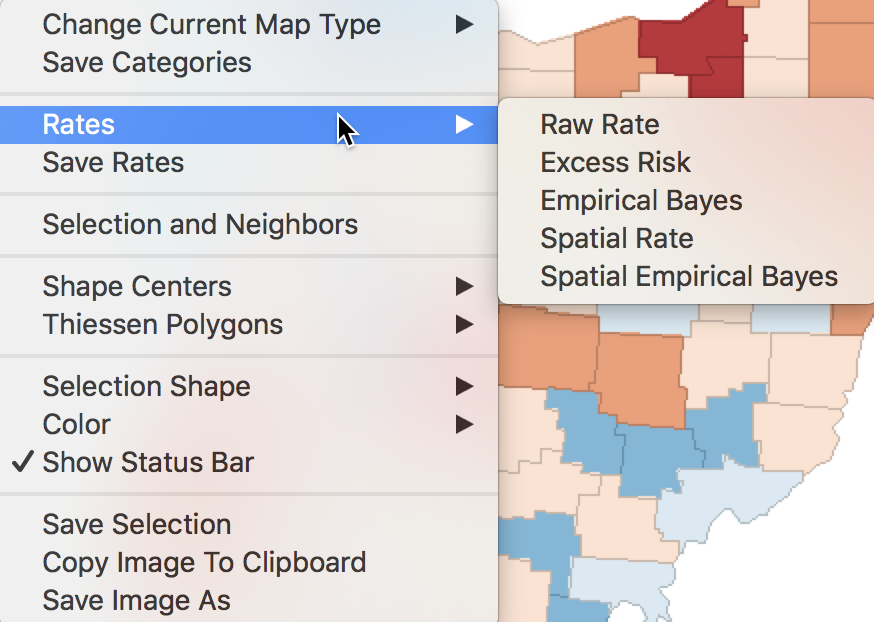 Change Current Map Type
Save Categories
Rates
Save Rates
Selection and Neighbors
Shape Centers
Thiessen Polygons
Selection Shape
Color
Show Status Bar
Save Selection
Copy Image To Clipboard
Save Image As
Raw Rate
Excess Risk
Empirical Bayes
Spatial Rate
Spatial Empirical Bayes